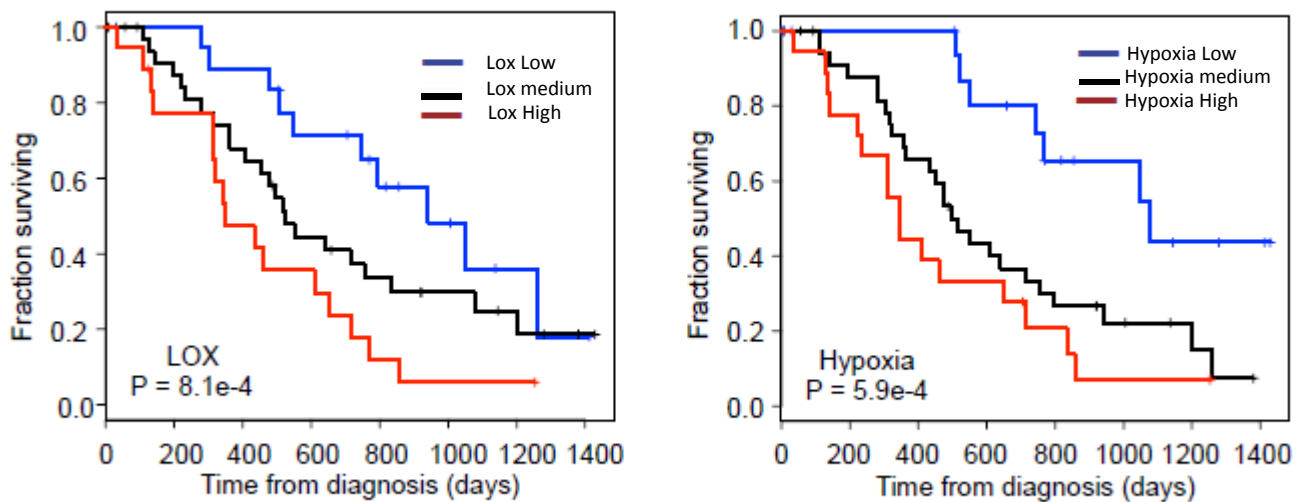 Fraction surviving
1.0
0.8
0.6
0.4
0.2
0.0
Lox Low
Lox medium
Lox High
LOX
P = 8.1e-4
0 200 400 600 800 1000 1200 1400
Time from diagnosis (days)
Fraction surviving
1.0
0.8
0.6
0.4
0.2
0.0
Hypoxia Low
Hypoxia medium
Hypoxia High
Hypoxia
P = 5.9e-4
0 200 400 600 800 1000 1200 1400
Time from diagnosis (days)